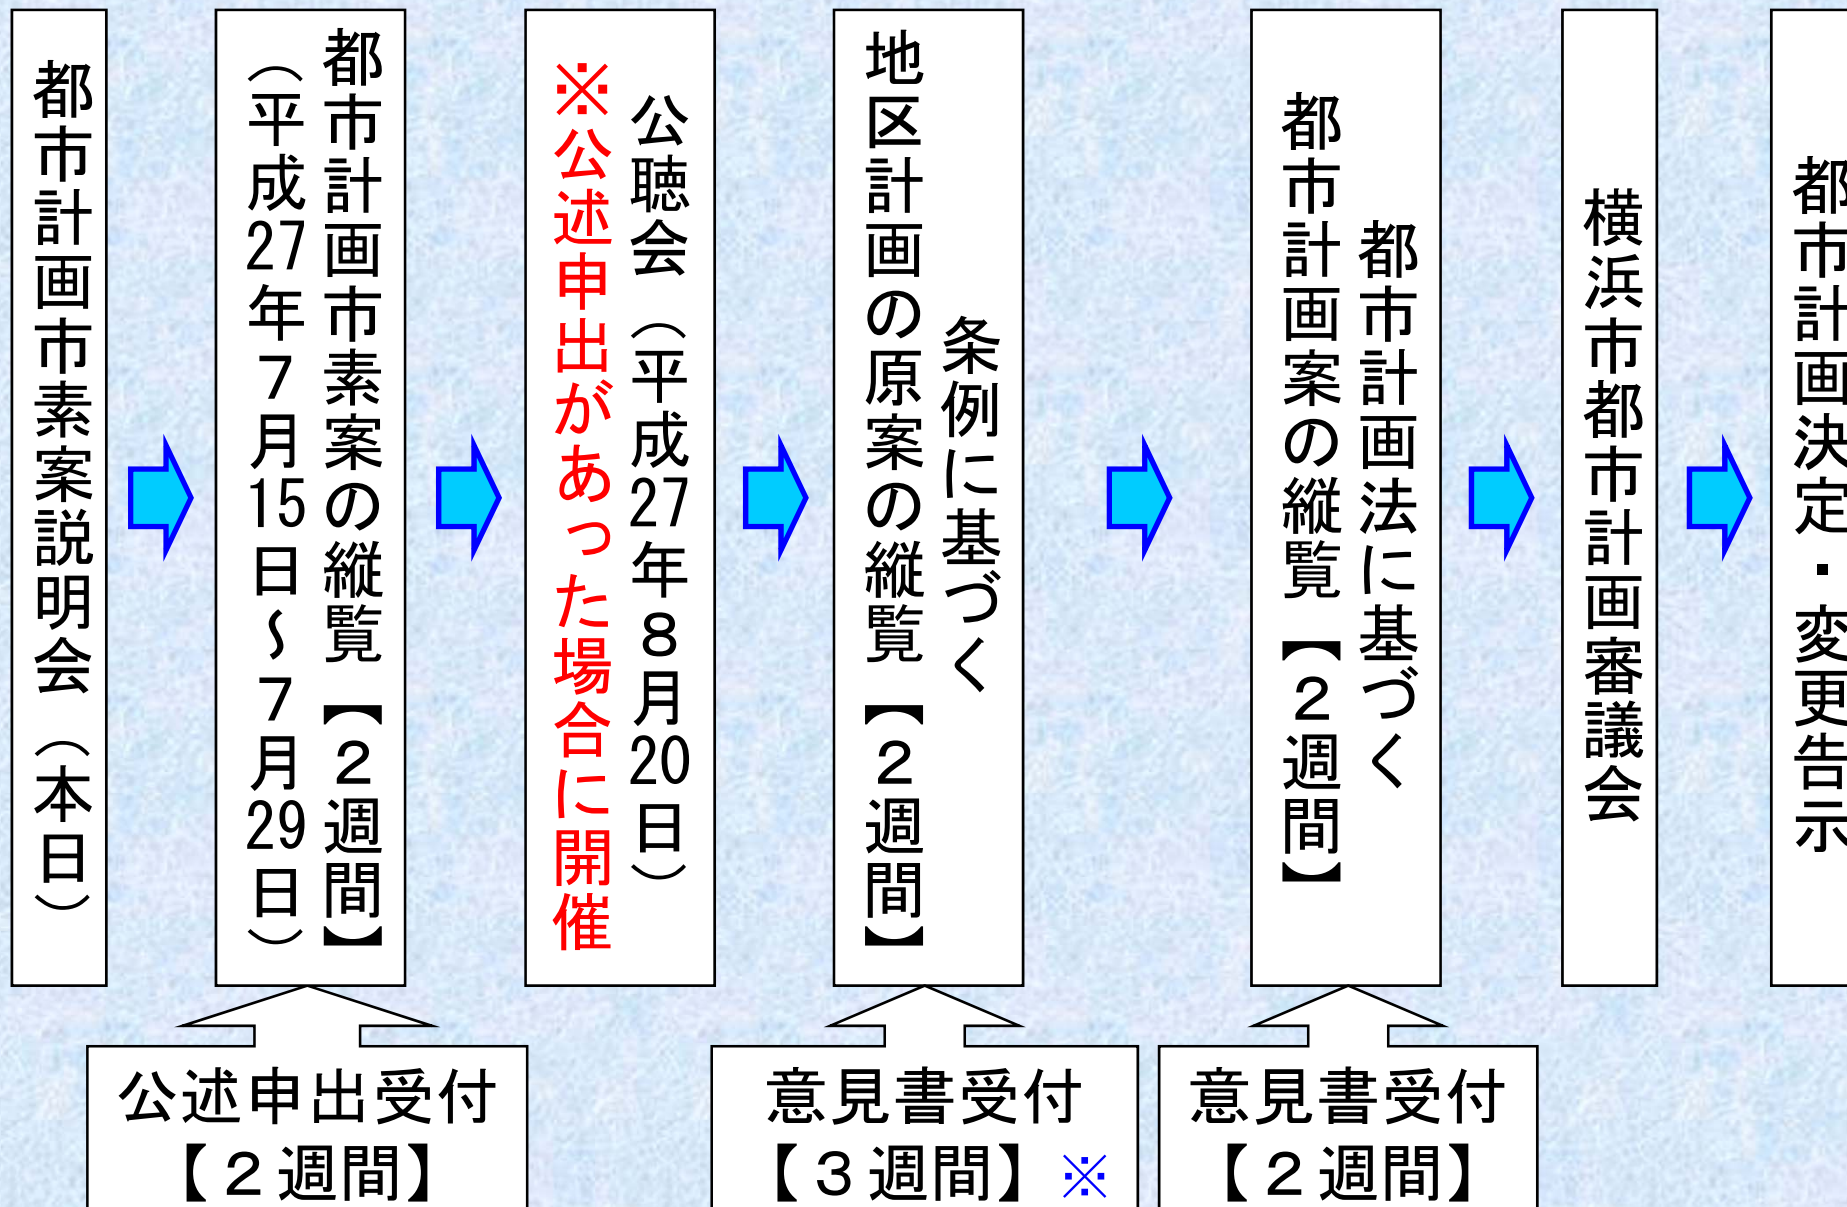 都市計画市素案説明会（本日）
都市計画市素案の縦覧【２週間】
（平成27年７月15日～７月29日）
公聴会（平成27年８月20日）
※公述申出があった場合に開催
条例に基づく
地区計画の原案の縦覧【２週間】
都市計画法に基づく
都市計画案の縦覧【２週間】
横浜市都市計画審議会
都市計画決定・変更告示
公述申出受付
【２週間】
意見書受付
【３週間】※
意見書受付
【２週間】